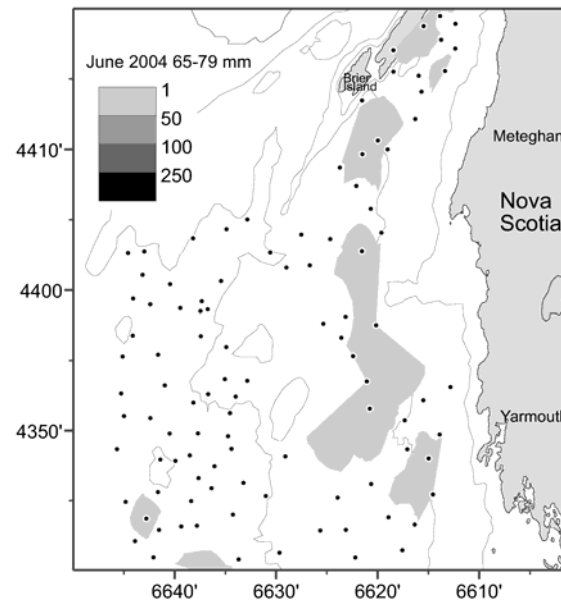 June 2004 65-79 mm
1
50
100
250
Brier
Island
Meteghan
Nova
Scotia
Yarmouth
4410'
4400'
4350'
6640'
6630'
6620'
6610'